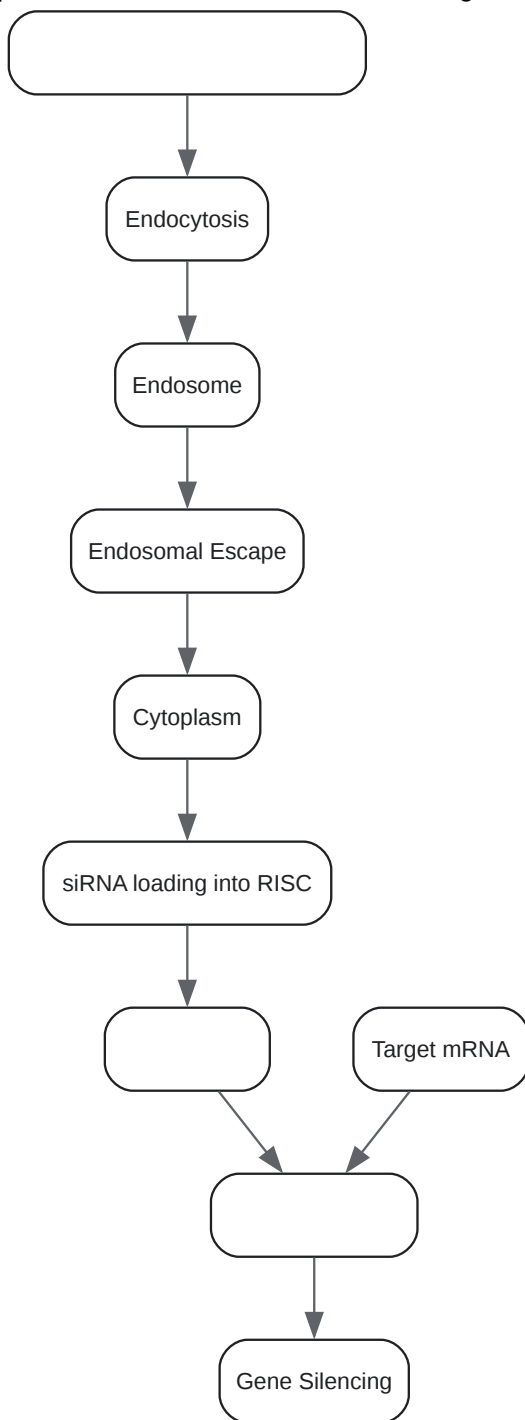 Endocytosis
Endosome
Endosomal Escape
Cytoplasm
siRNA loading into RISC
Target mRNA
Gene Silencing